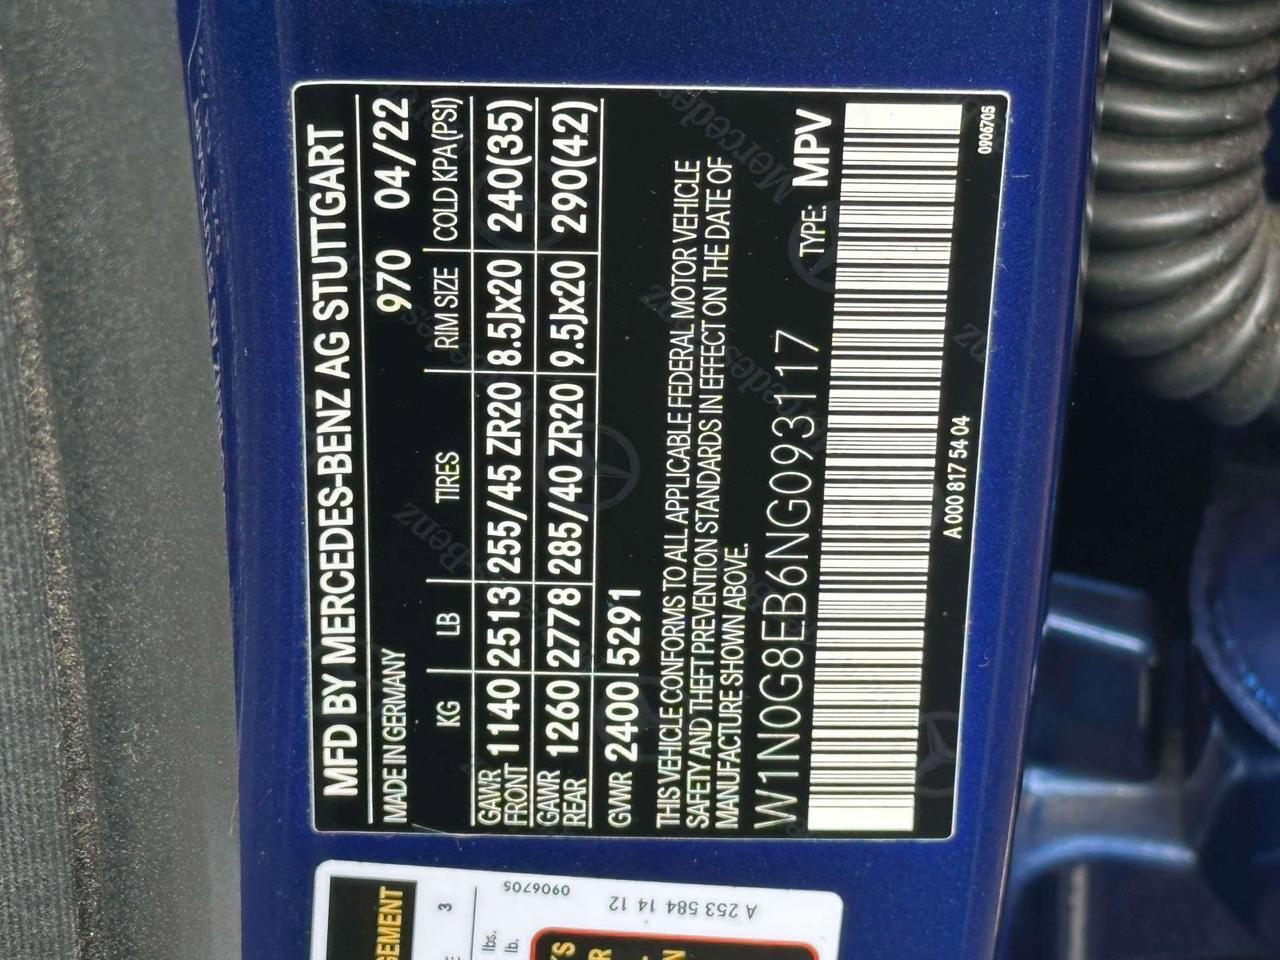 MFD BY MERCEDES-BENZ AG STUTTGART
MADE IN GERMANY 970 04/22
KG LB TIRES RIM SIZE COLD KPA(PSI)
GAWR FRONT 1140 2513 255/45 ZR20 8.5Jx20 240(35)
GAWR REAR 1260 2778 285/40 ZR20 9.5Jx20 290(42)
GVWR 2400 5291
THIS VEHICLE CONFORMS TO ALL APPLICABLE FEDERAL MOTOR VEHICLE
SAFETY AND THEFT PREVENTION STANDARDS IN EFFECT ON THE DATE OF
MANUFACTURE SHOWN ABOVE.
W1N0G8EB6NG093117 TYPE: MPV
A 000 817 54 04
0906705
GEMENT
3
lbs.
lb.
0906705
A 253 584 14 12